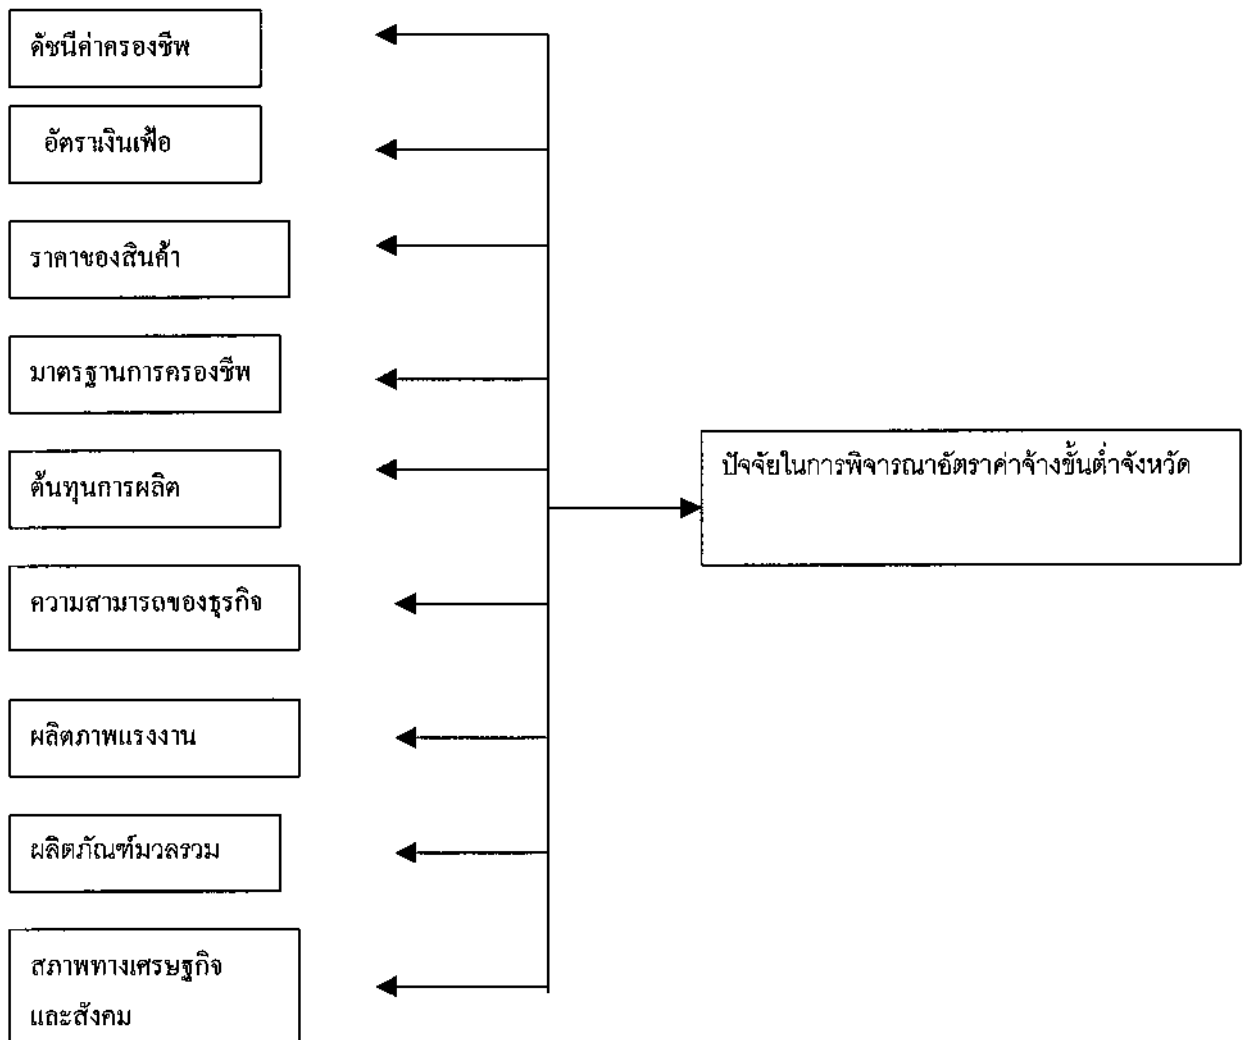 ดัชนีค่าครองชีพ
อัตราเงินเฟ้อ
ราคาของสินค้า
มาตรฐานการครองชีพ
ต้นทุนการผลิต
ปัจจัยในการพิจารณาอัตราค่าจ้างขั้นต่ำจังหวัด
ความสามารถของธุรกิจ
ผลิตภาพแรงงาน
ผลิตภัณฑ์มวลรวม
สภาพทางเศรษฐกิจ
และสังคม